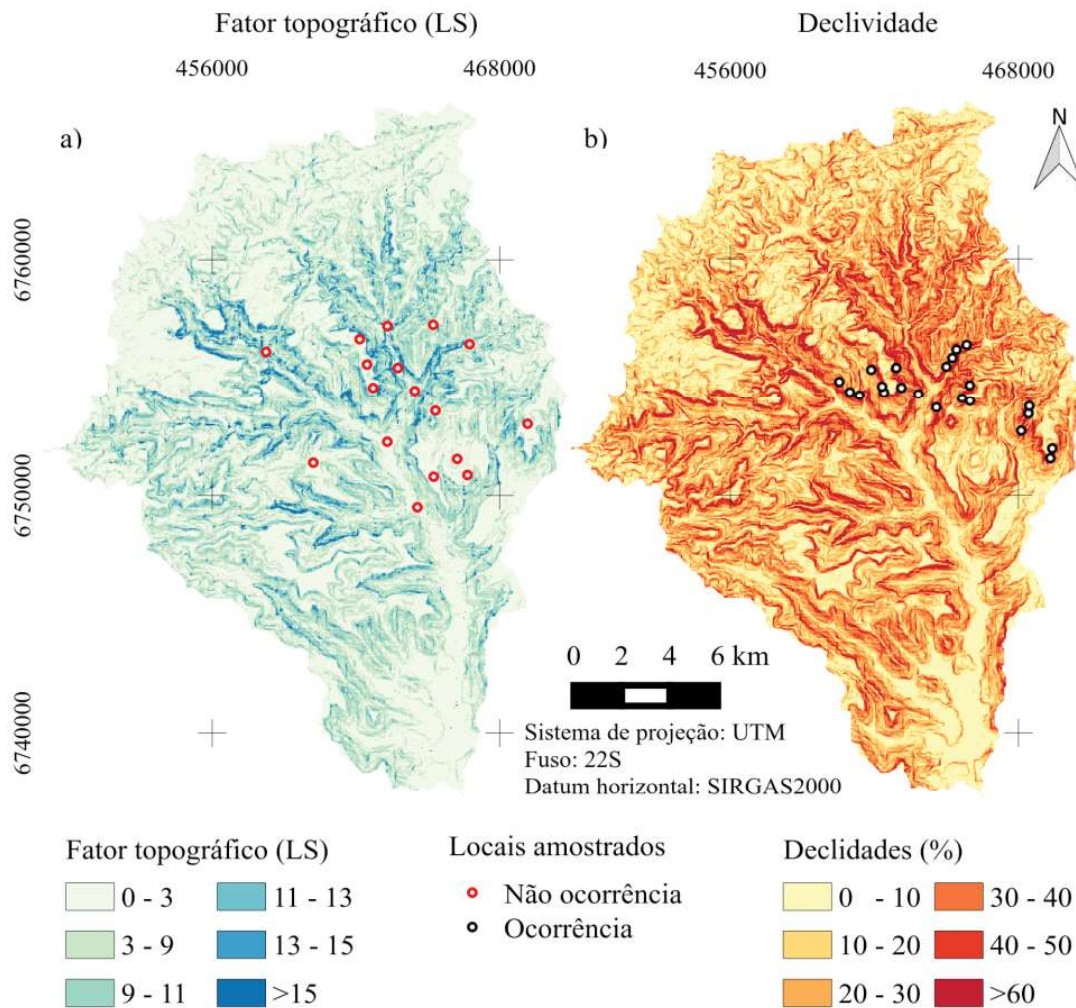 Fator topográfico (LS)
Declividade
456000
468000
456000
468000
a)
b)
N
6760000
6750000
6740000
0 2 4 6 km
Sistema de projeção: UTM
Fuso: 22S
Datum horizontal: SIRGAS2000
Fator topográfico (LS)
0 - 3
3 - 9
9 - 11
11 - 13
13 - 15
>15
Locais amostrados
Não ocorrência
Ocorrência
Declidades (%)
0 - 10
10 - 20
20 - 30
30 - 40
40 - 50
>60